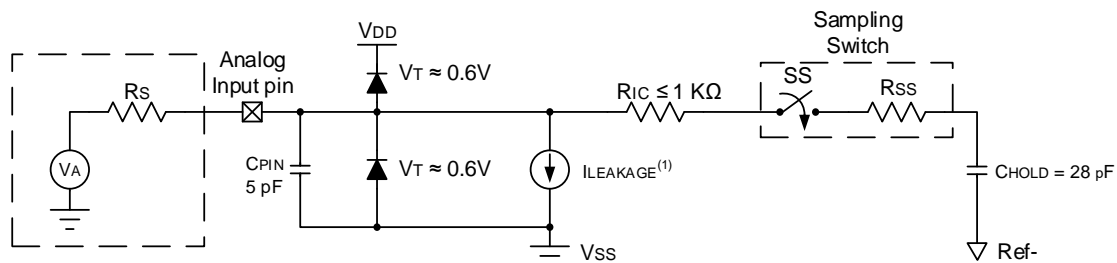 Sampling
Switch
VDD
Analog
Input pin
VT ≈ 0.6V
SS
RS
RIC ≤ 1 KΩ
RSS
VA
CPIN
5 pF
VT ≈ 0.6V
ILEAKAGE(1)
CHOLD = 28 pF
VSS
Ref-